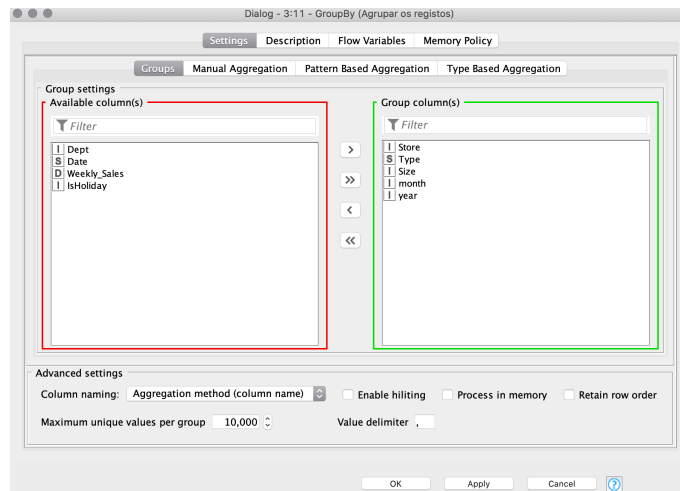 Dialog - 3:11 - GroupBy (Agrupar os registos)
Settings Description Flow Variables Memory Policy
Groups Manual Aggregation Pattern Based Aggregation Type Based Aggregation
Group settings
Available column(s)
Filter
I Dept
S Date
D Weekly_Sales
I IsHoliday
>
>>
<
<<
Group column(s)
Filter
I Store
S Type
I Size
I month
I year
Advanced settings
Column naming: Aggregation method (column name) Enable hiliting Process in memory Retain row order
Maximum unique values per group 10,000 Value delimiter ,
OK Apply Cancel ?